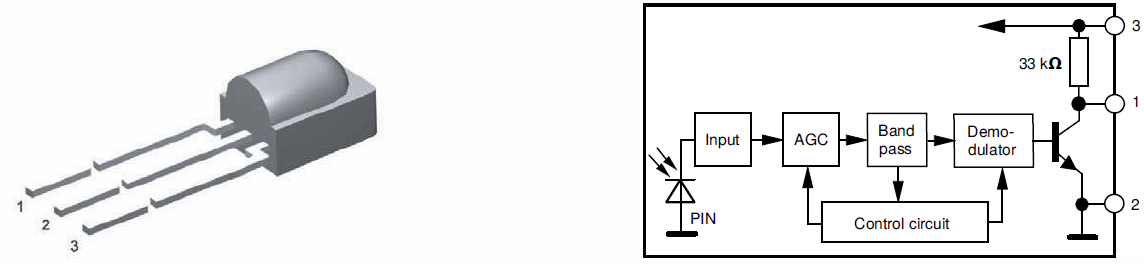 1
2
3
3
33 kΩ
1
Input
AGC
Band
pass
Demo-
dulator
PIN
Control circuit
2